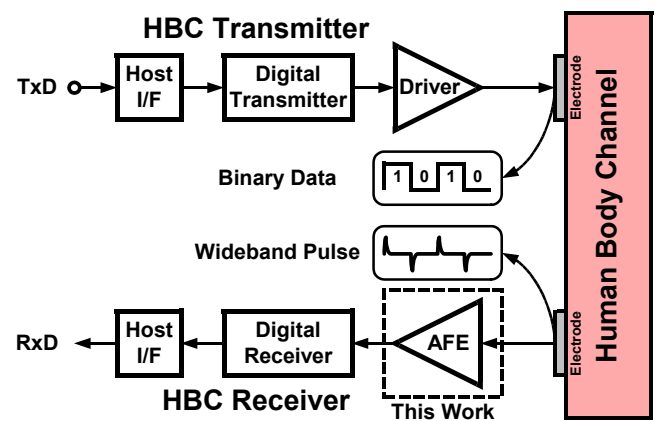 HBC Transmitter
TxD
Host
I/F
Digital
Transmitter
Driver
Electrode
Human Body Channel
Binary Data
1 0 1 0
Wideband Pulse
RxD
Host
I/F
Digital
Receiver
AFE
Electrode
HBC Receiver
This Work